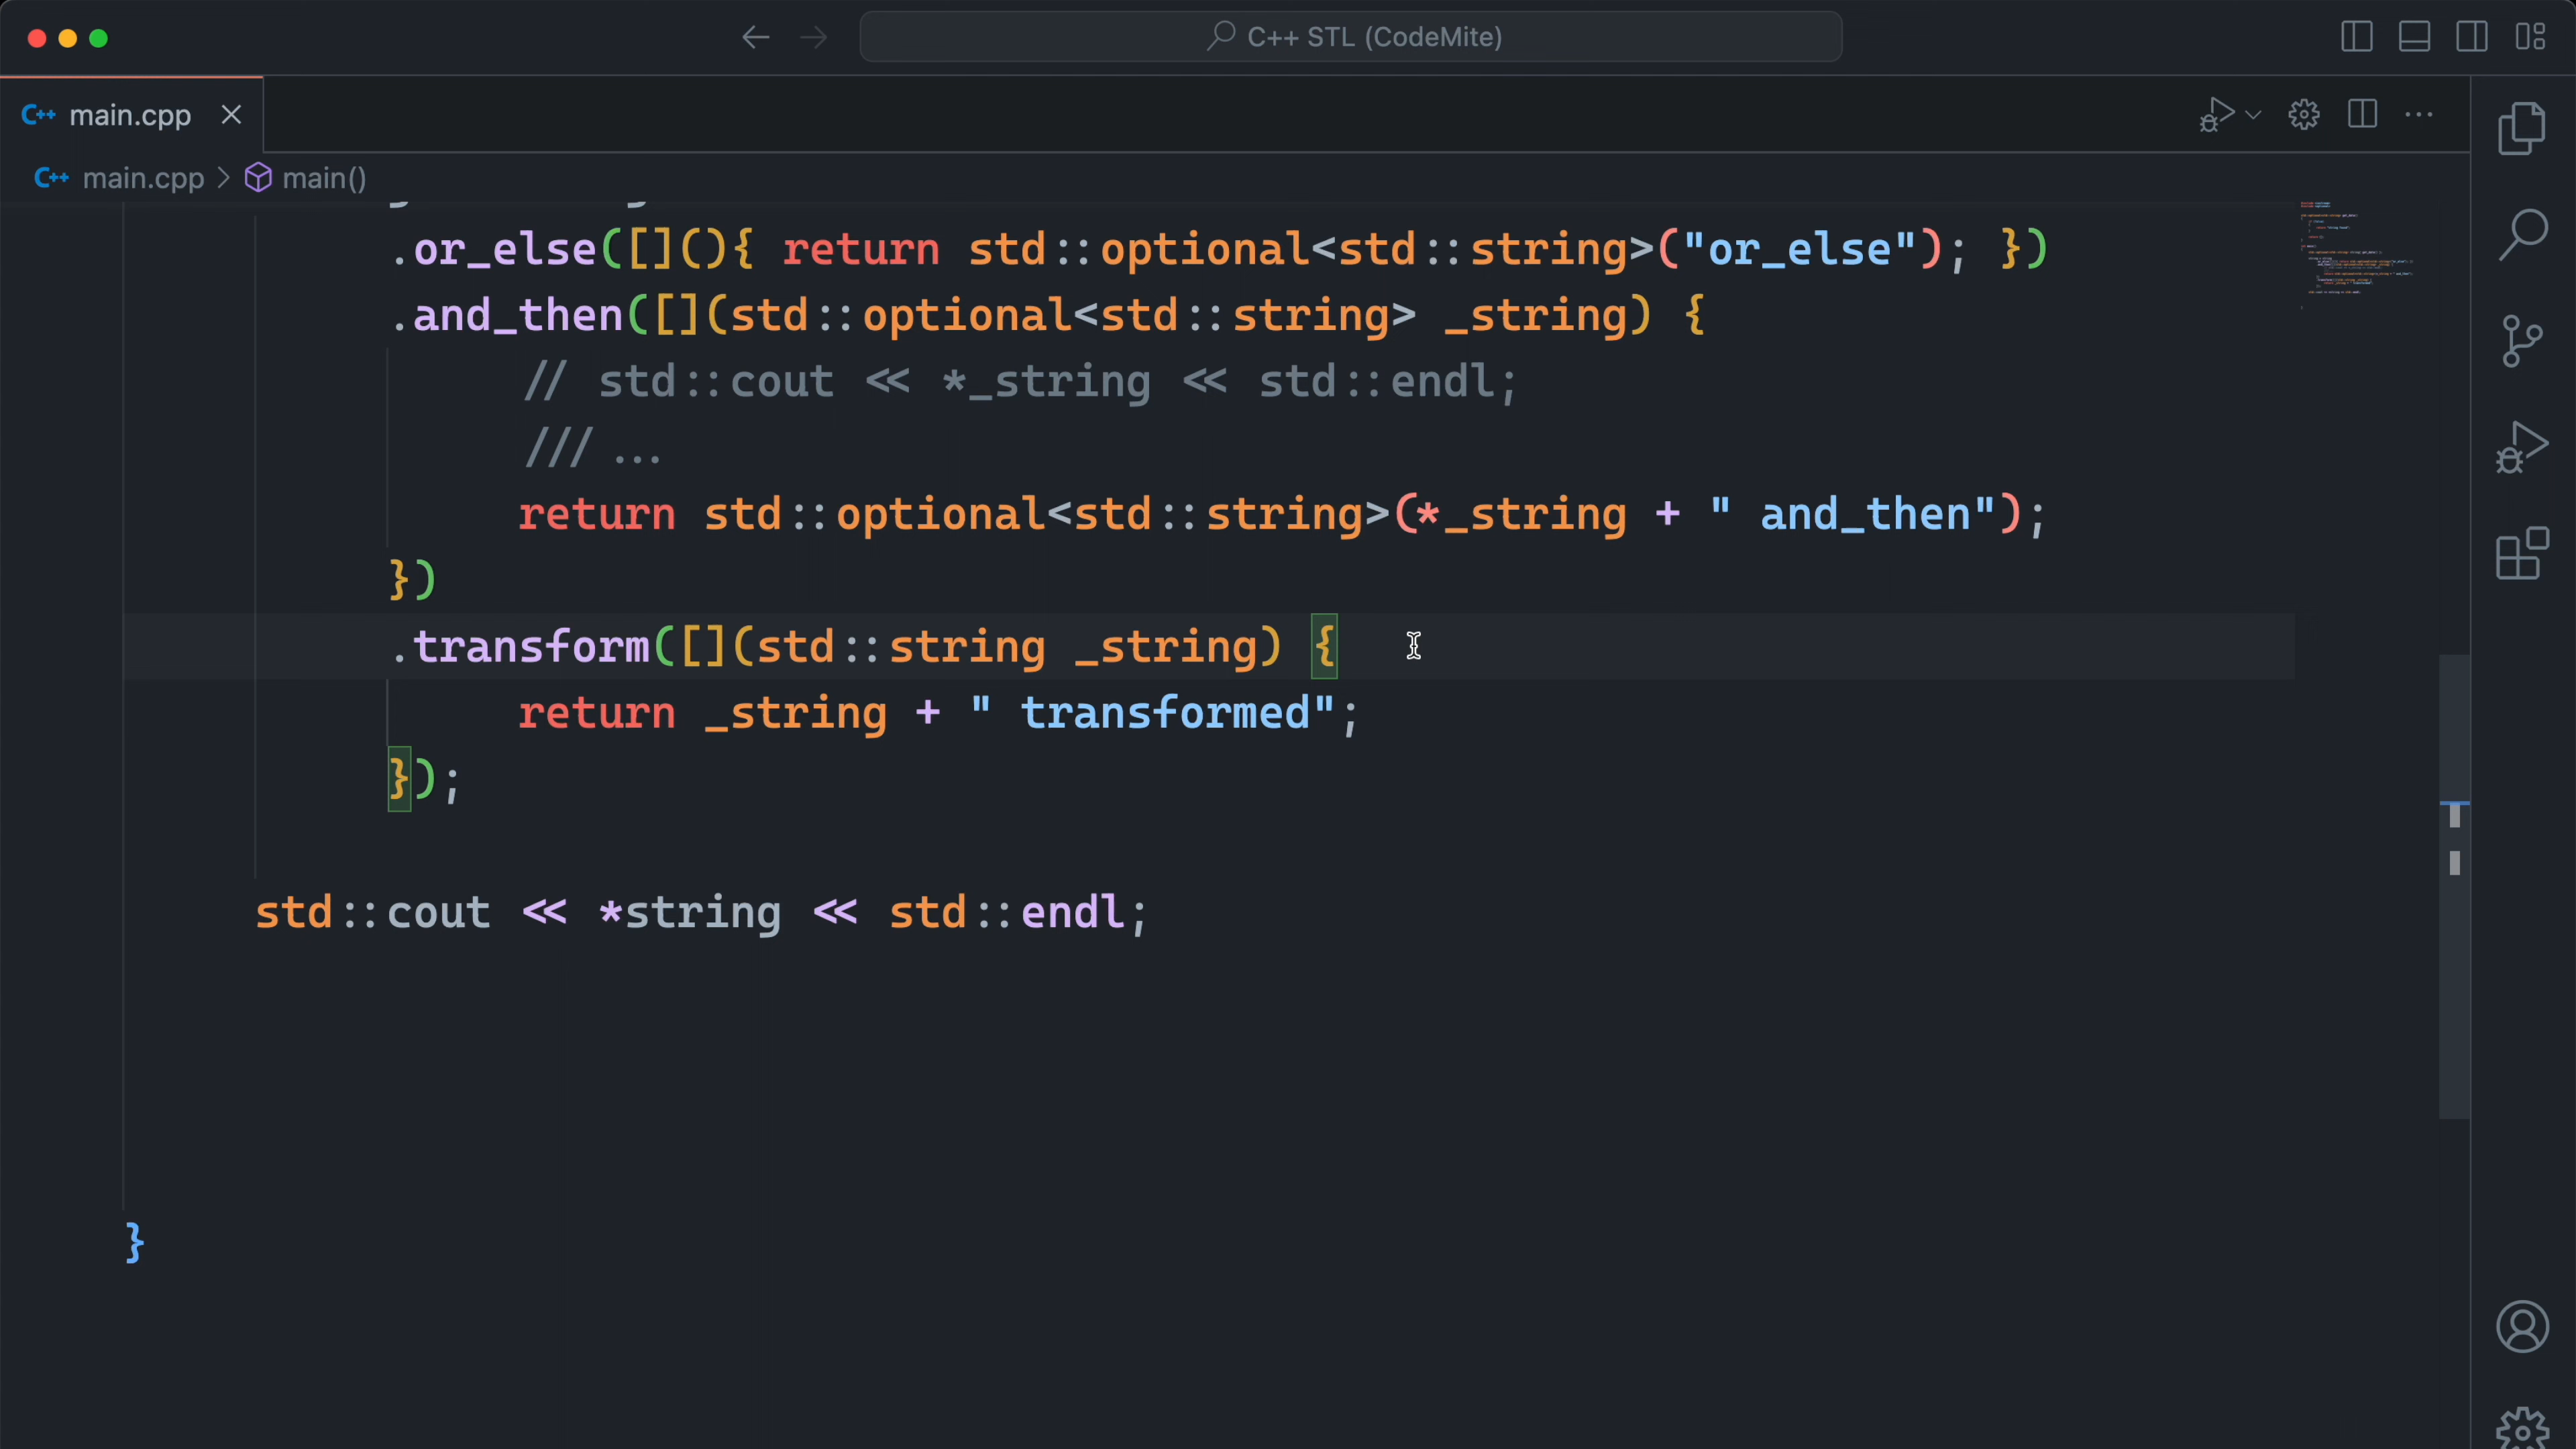 C++ STL (CodeMite)
C++ main.cpp
C++ main.cpp > main()
.or_else([](){ return std::optional<std::string>("or_else"); })
.and_then([](std::optional<std::string> _string) {
// std::cout << *_string << std::endl;
/// ...
return std::optional<std::string>(*_string + " and_then");
})
.transform([](std::string _string) {
return _string + " transformed";
});
std::cout << *string << std::endl;
}